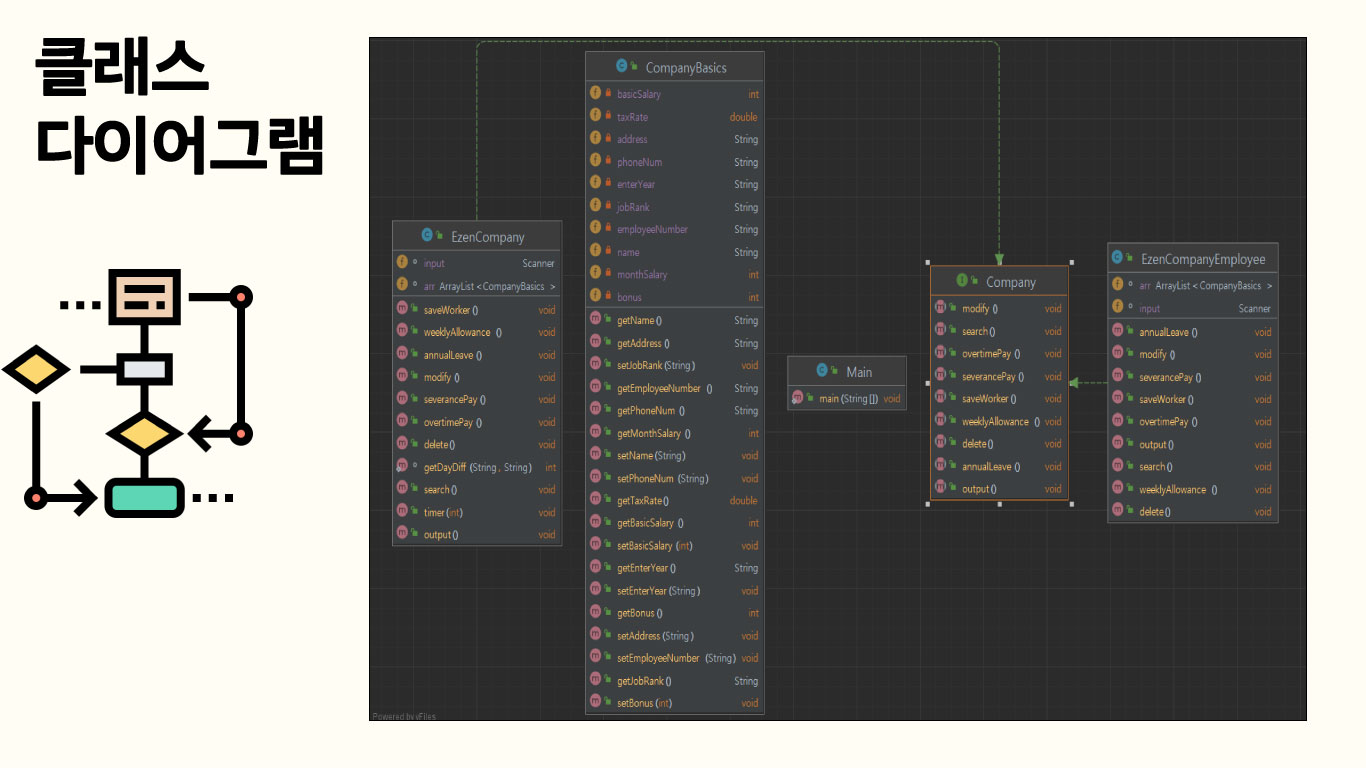 클래스
다이어그램
EzenCompany
input Scanner
arr ArrayList <CompanyBasics >
saveWorker () void
weeklyAllowance () void
annualLeave () void
modify () void
severancePay () void
overtimePay () void
delete () void
getDayDiff (String , String) int
search () void
timer (int) void
output () void
CompanyBasics
basicSalary int
taxRate double
address String
phoneNum String
enterYear String
jobRank String
employeeNumber String
name String
monthSalary int
bonus int
getName () String
getAddress () String
setJobRank (String ) void
getEmployeeNumber () String
getPhoneNum () String
getMonthSalary () int
setName (String) void
setPhoneNum (String) void
getTaxRate () double
getBasicSalary () int
setBasicSalary (int) void
getEnterYear () String
setEnterYear (String ) void
getBonus () int
setAddress (String ) void
setEmployeeNumber (String) void
getJobRank () String
setBonus (int) void
Main
main (String []) void
Company
modify () void
search () void
overtimePay () void
severancePay () void
saveWorker () void
weeklyAllowance () void
delete () void
annualLeave () void
output () void
EzenCompanyEmployee
arr ArrayList <CompanyBasics >
input Scanner
annualLeave () void
modify () void
severancePay () void
saveWorker () void
overtimePay () void
output () void
search () void
weeklyAllowance () void
delete () void
Powered by yFiles